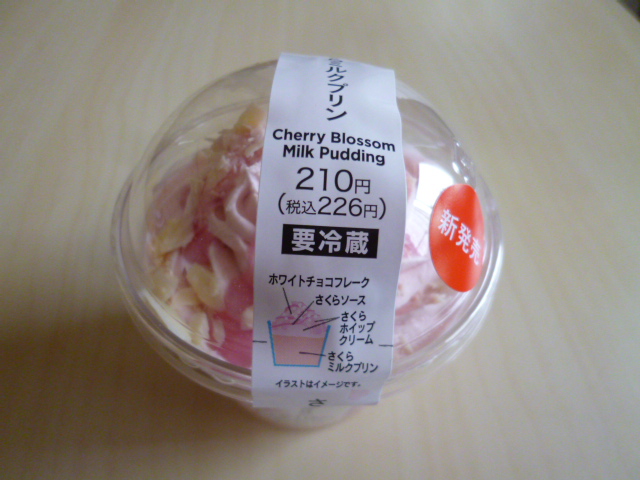 ミルクプリン
Cherry Blossom
Milk Pudding
210円
(税込226円)
要冷蔵
新発売
ホワイトチョコフレーク
さくらソース
さくら
ホイップ
クリーム
さくら
ミルクプリン
イラストはイメージです。
さ